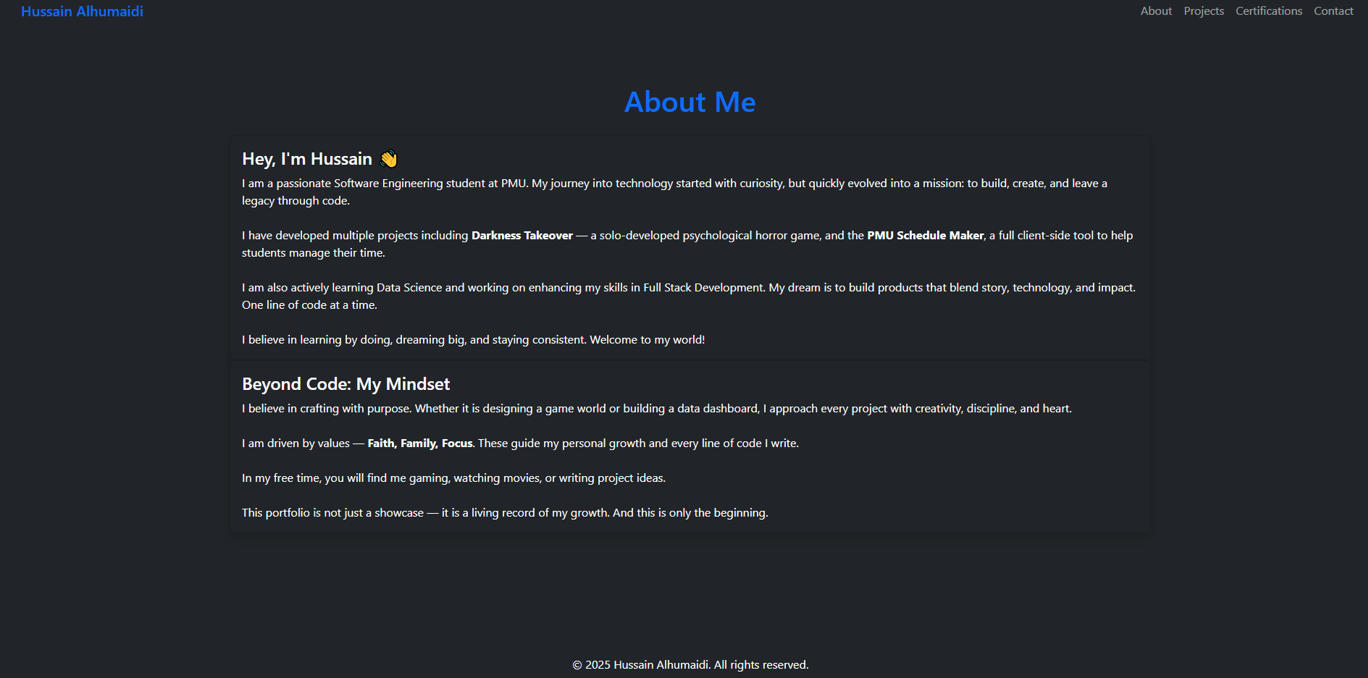 Hussain Alhumaidi
About Projects Certifications Contact
About Me
Hey, I'm Hussain 👋
I am a passionate Software Engineering student at PMU. My journey into technology started with curiosity, but quickly evolved into a mission: to build, create, and leave a
legacy through code.
I have developed multiple projects including Darkness Takeover — a solo-developed psychological horror game, and the PMU Schedule Maker, a full client-side tool to help
students manage their time.
I am also actively learning Data Science and working on enhancing my skills in Full Stack Development. My dream is to build products that blend story, technology, and impact.
One line of code at a time.
I believe in learning by doing, dreaming big, and staying consistent. Welcome to my world!
Beyond Code: My Mindset
I believe in crafting with purpose. Whether it is designing a game world or building a data dashboard, I approach every project with creativity, discipline, and heart.
I am driven by values — Faith, Family, Focus. These guide my personal growth and every line of code I write.
In my free time, you will find me gaming, watching movies, or writing project ideas.
This portfolio is not just a showcase — it is a living record of my growth. And this is only the beginning.
© 2025 Hussain Alhumaidi. All rights reserved.